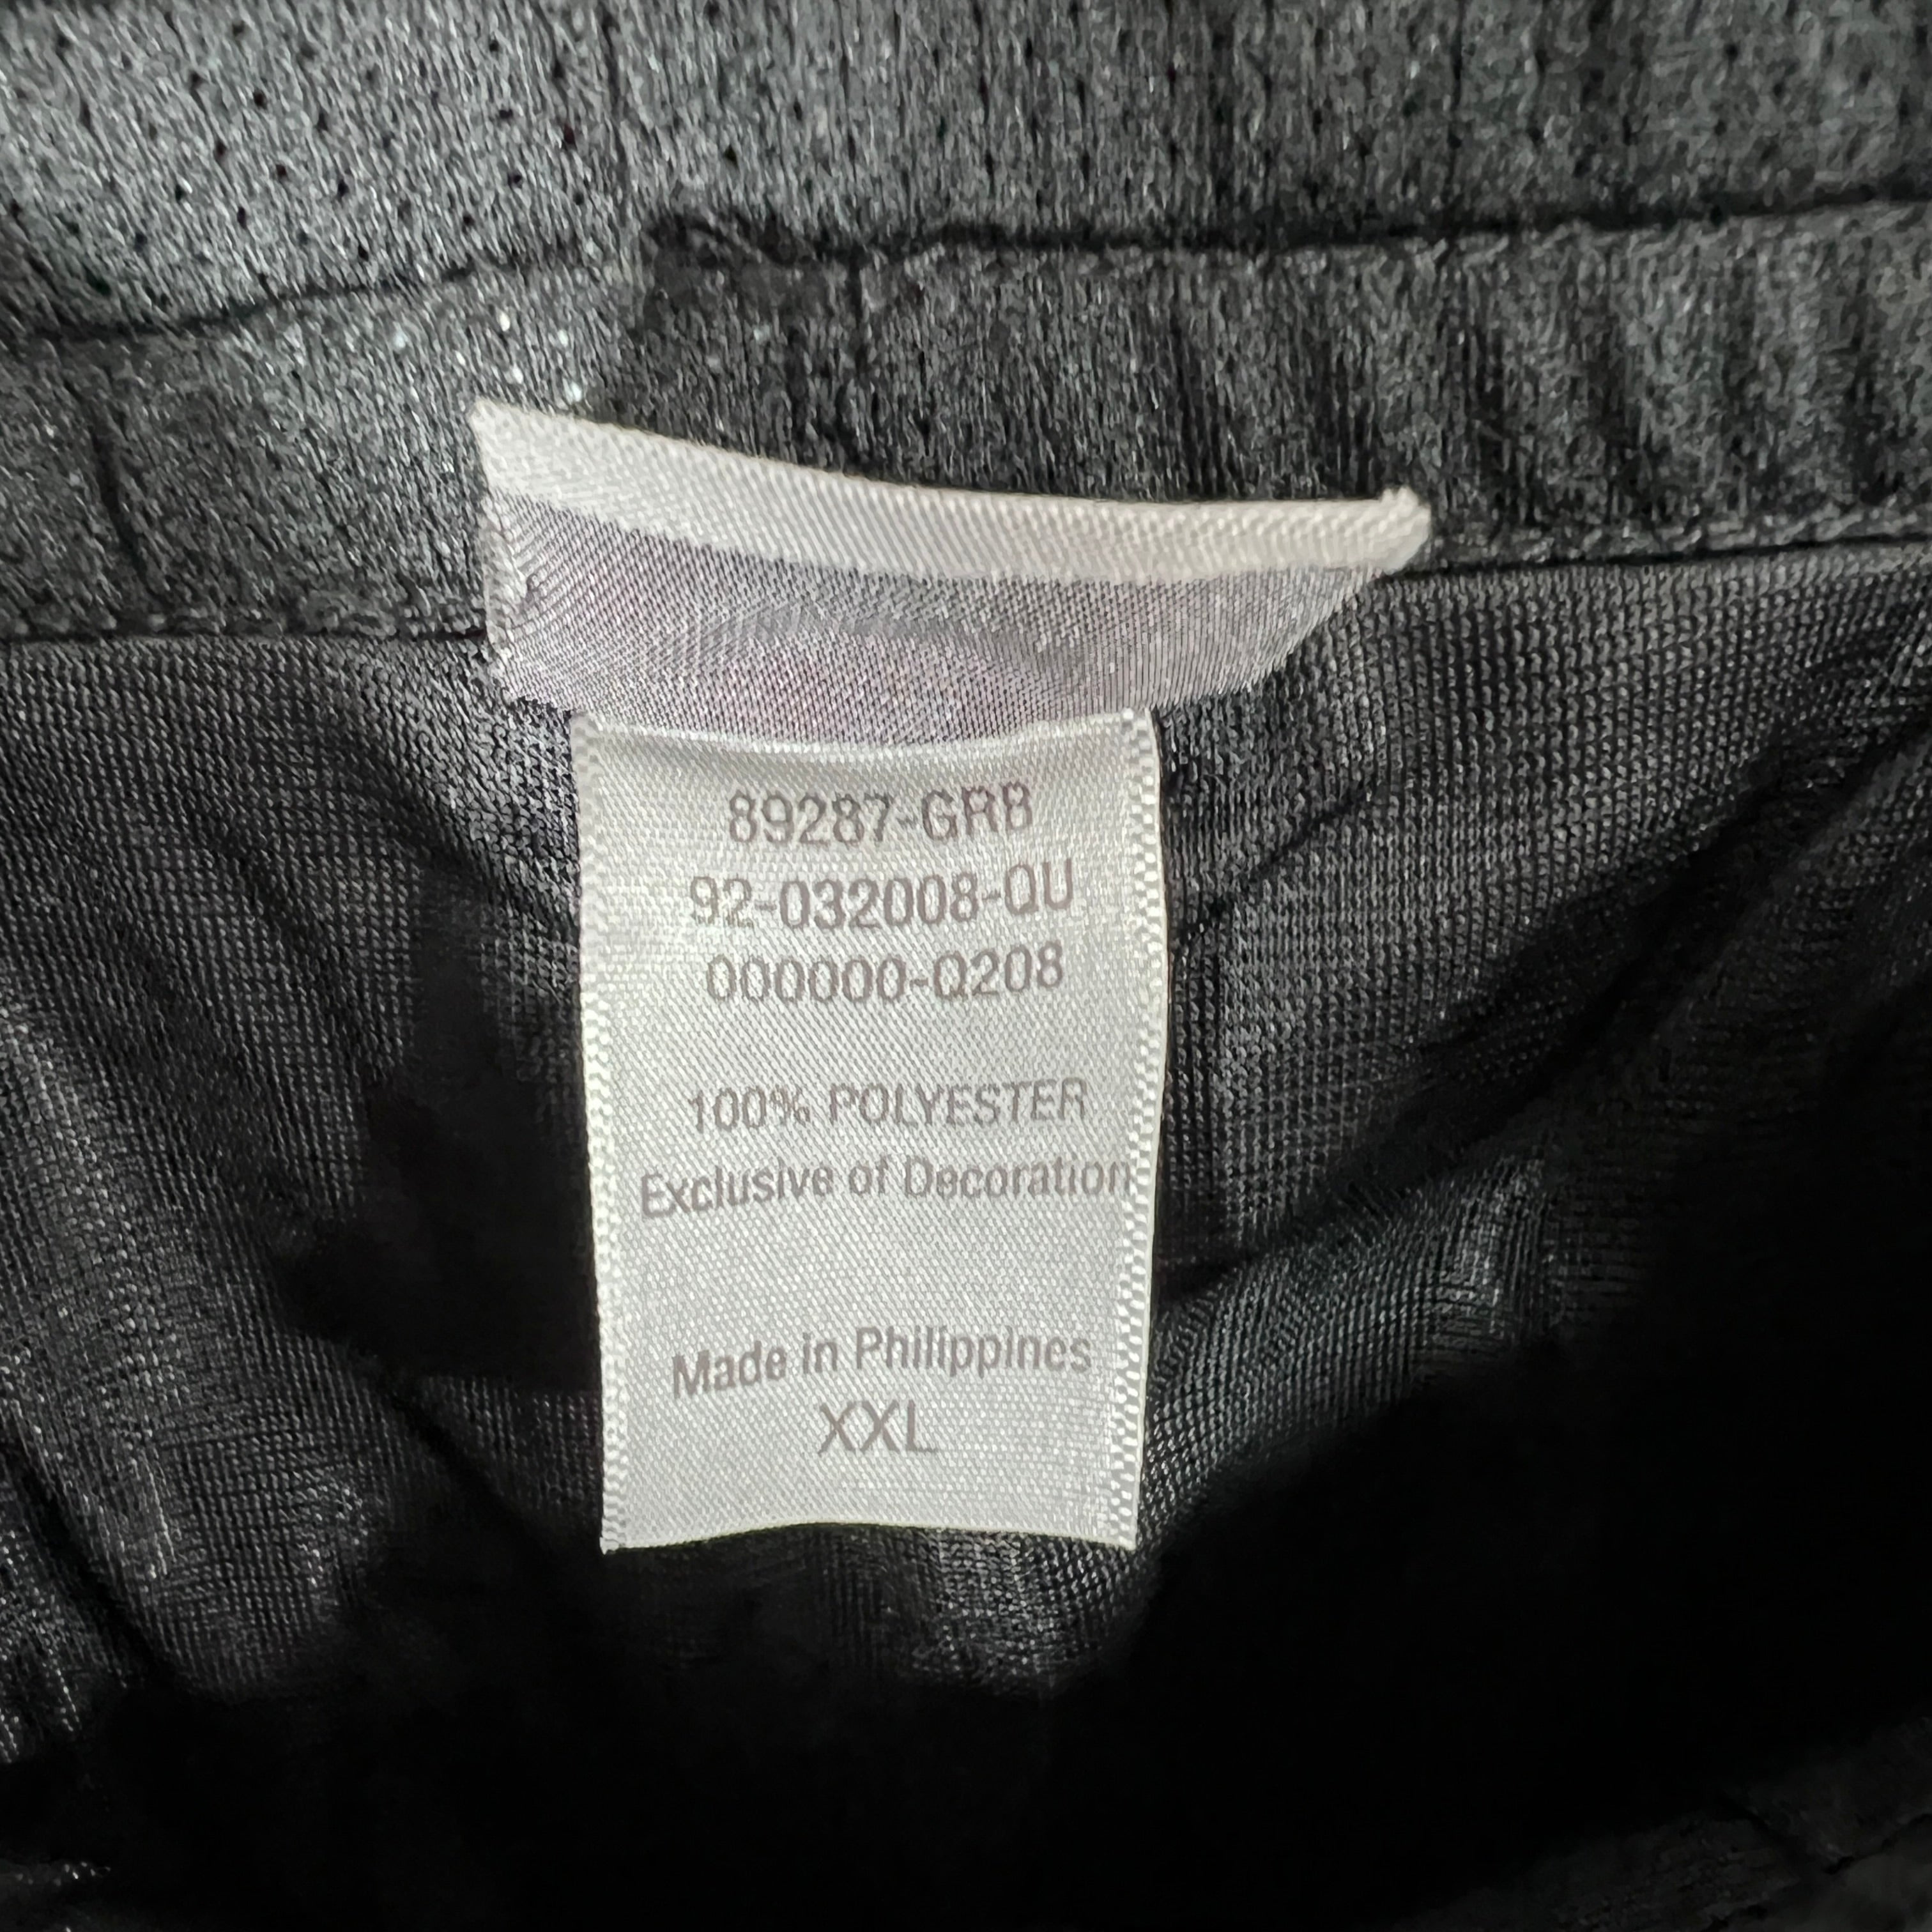 89287-GRB
92-032008-QU
000000-Q208
100% POLYESTER
Exclusive of Decoration
Made in Philippines
XXL